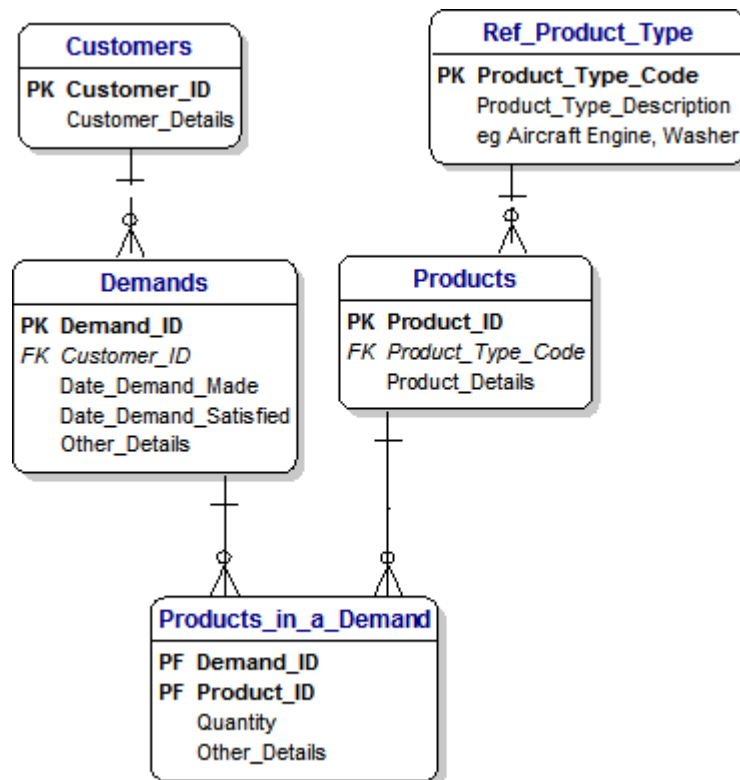 Customers
PK Customer_ID
Customer_Details
Ref_Product_Type
PK Product_Type_Code
Product_Type_Description
eg Aircraft Engine, Washer
Demands
PK Demand_ID
FK Customer_ID
Date_Demand_Made
Date_Demand_Satisfied
Other_Details
Products
PK Product_ID
FK Product_Type_Code
Product_Details
Products_in_a_Demand
PF Demand_ID
PF Product_ID
Quantity
Other_Details